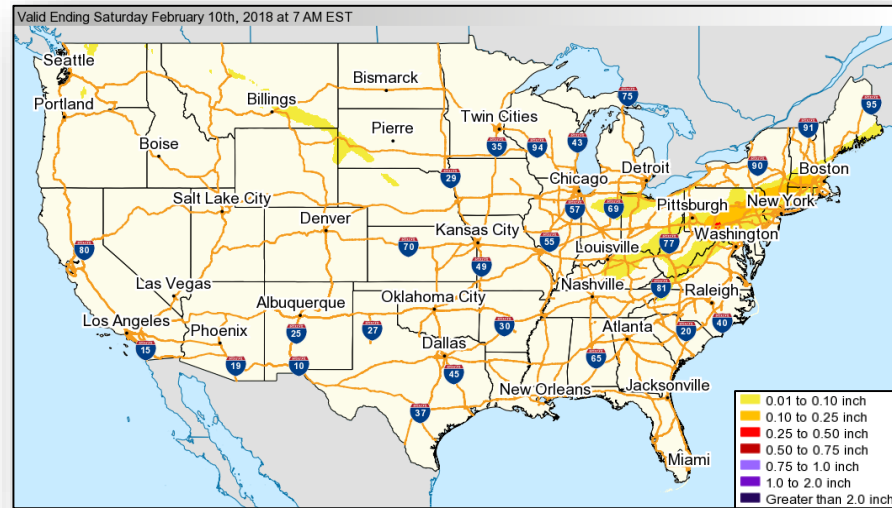 Valid Ending Saturday February 10th, 2018 at 7 AM EST
Seattle
75
95
Portland
Billings
Bismarck
Twin Cities
91
Pierre
35
94
43
90
Boston
Boise
Detroit
29
Chicago
Salt Lake City
57
69
Pittsburgh
New York
Denver
Kansas City
Washington
80
70
55
Louisville
77
49
Las Vegas
Nashville
81
Raleigh
Albuquerque
Oklahoma City
Los Angeles
Phoenix
25
27
30
Atlanta
20
40
15
Dallas
65
19
10
45
New Orleans
Jacksonville
37
Miami
0.01 to 0.10 inch
0.10 to 0.25 inch
0.25 to 0.50 inch
0.50 to 0.75 inch
0.75 to 1.0 inch
1.0 to 2.0 inch
Greater than 2.0 inch